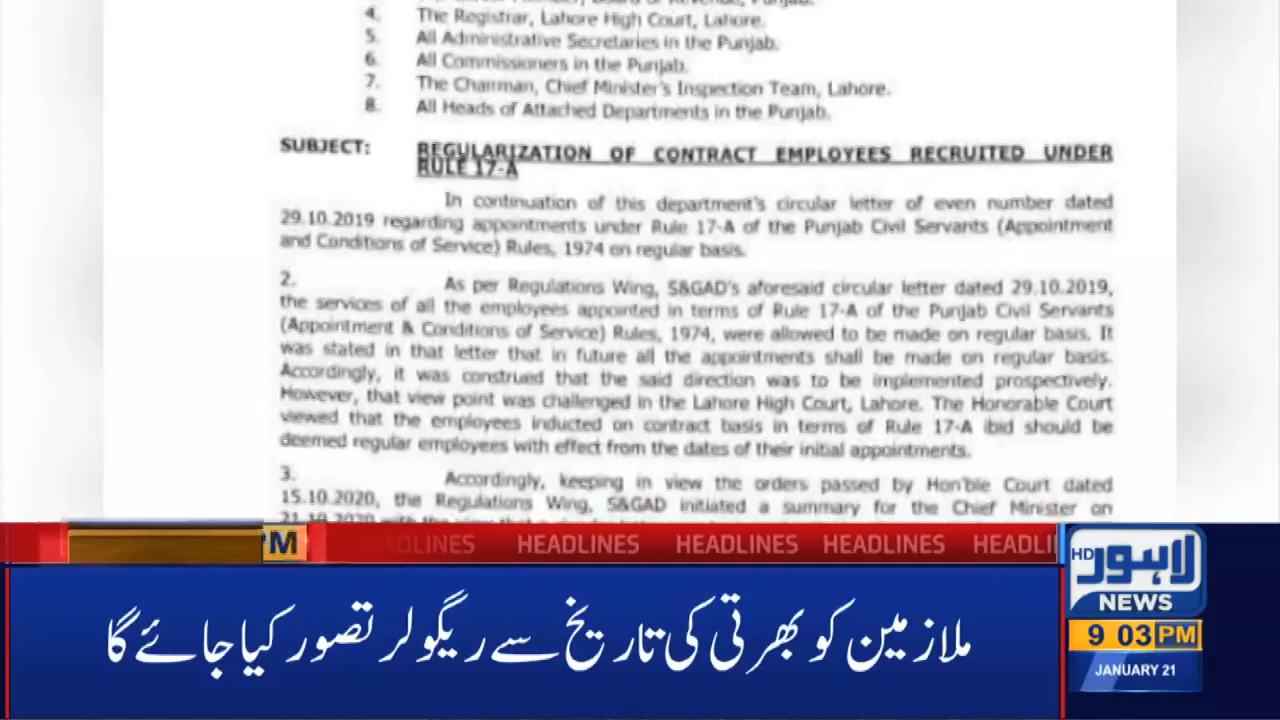 4. The Registrar, Lahore High Court, Lahore.
5. All Administrative Secretaries in the Punjab.
6. All Commissioners in the Punjab.
7. The Chairman, Chief Minister's Inspection Team, Lahore.
8. All Heads of Attached Departments in the Punjab.
SUBJECT: REGULARIZATION OF CONTRACT EMPLOYEES RECRUITED UNDER
RULE 17-A
In continuation of this department's circular letter of even number dated
29.10.2019 regarding appointments under Rule 17-A of the Punjab Civil Servants (Appointment
and Conditions of Service) Rules, 1974 on regular basis.
2. As per Regulations Wing, S&GAD's aforesaid circular letter dated 29.10.2019,
the services of all the employees appointed in terms of Rule 17-A of the Punjab Civil Servants
(Appointment & Conditions of Service) Rules, 1974, were allowed to be made on regular basis. It
was stated in that letter that in future all the appointments shall be made on regular basis.
Accordingly, it was construed that the said direction was to be implemented prospectively.
However, that view point was challenged in the Lahore High Court, Lahore. The Honorable Court
viewed that the employees inducted on contract basis in terms of Rule 17-A ibid should be
deemed regular employees with effect from the dates of their initial appointments.
3. Accordingly, keeping in view the orders passed by Hon'ble Court dated
15.10.2020, the Regulations Wing, S&GAD initiated a summary for the Chief Minister on
PM HEADLINES HEADLINES HEADLINES
HD لاہور
NEWS
ملازمین کو بھرتی کی تاریخ سے ریگولر تصور کیا جائے گا
9 03 PM
JANUARY 21